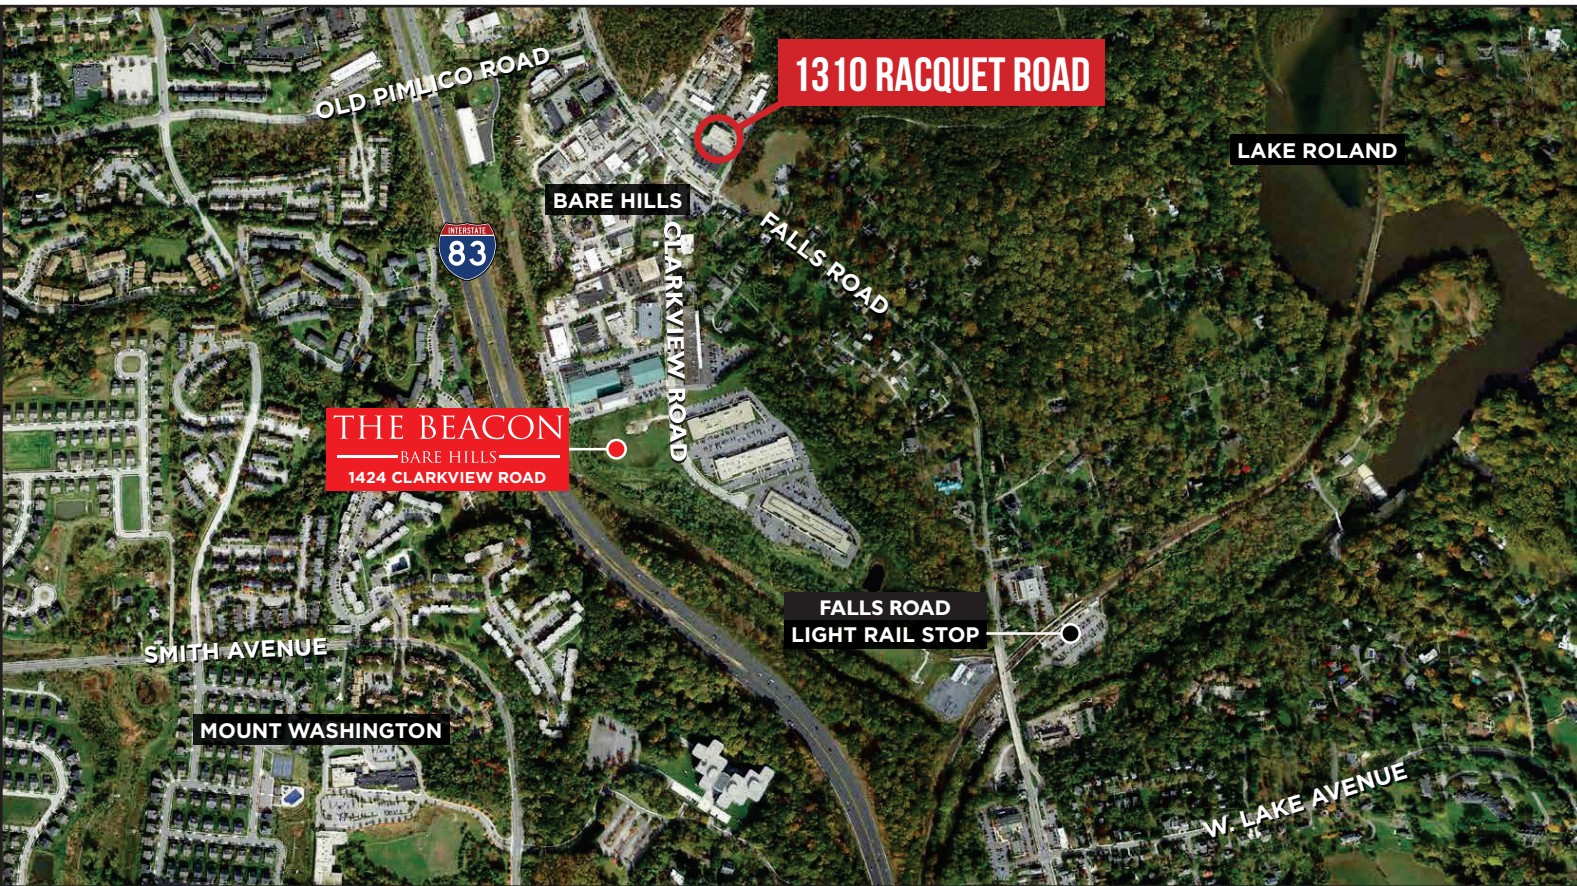 OLD PIMLICO ROAD
1310 RACQUET ROAD
LAKE ROLAND
BARE HILLS
INTERSTATE
83
CLARKVIEW ROAD
FALLS ROAD
THE BEACON
BARE HILLS
1424 CLARKVIEW ROAD
FALLS ROAD
LIGHT RAIL STOP
SMITH AVENUE
MOUNT WASHINGTON
W. LAKE AVENUE